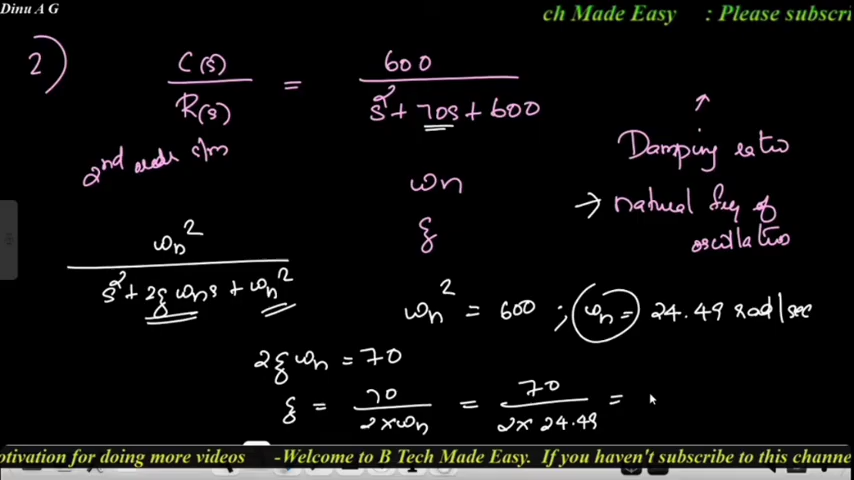 Dinu A G
ch Made Easy : Please subscri
2) C(s) / R(s) = 600 / s² + 70s + 600
2nd order s/m
Damping ratio
ωn
→ natural freq of
oscillation
ξ
ωn² / s² + 2ξωns + ωn²
ωn² = 600 ; ωn = 24.49 rad/sec
2ξωn = 70
ξ = 70 / 2×ωn = 70 / 2×24.49 =
otivation for doing more videos -Welcome to B Tech Made Easy. If you haven't subscribe to this channe